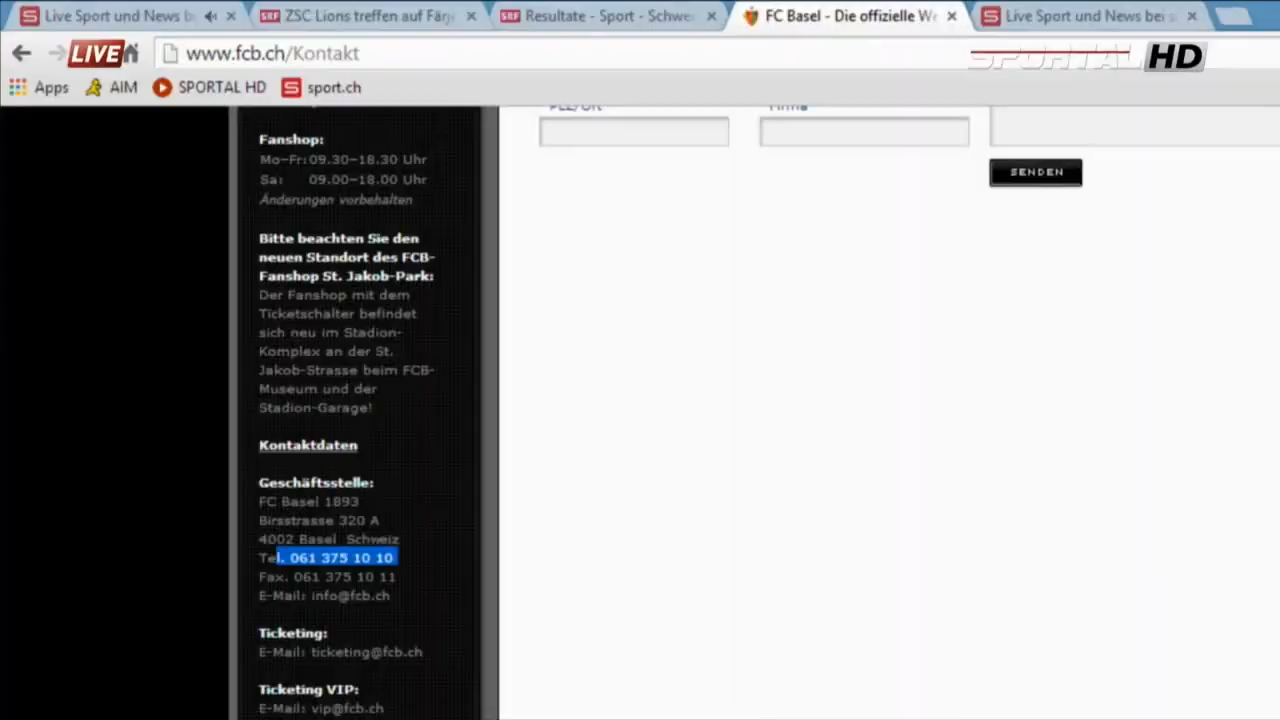 Live Sport und News b
ZSC Lions treffen auf Färj
Resultate - Sport - Schwe
FC Basel - Die offizielle W
Live Sport und News bei s
LIVE
www.fcb.ch/Kontakt
SPORTAL HD
Apps
AIM
SPORTAL HD
sport.ch
PLZ/Ort
Firma
SENDEN
Fanshop:
Mo-Fr: 09.30-18.30 Uhr
Sa: 09.00-18.00 Uhr
Änderungen vorbehalten
Bitte beachten Sie den
neuen Standort des FCB-
Fanshop St. Jakob-Park:
Der Fanshop mit dem
Ticketschalter befindet
sich neu im Stadion-
Komplex an der St.
Jakob-Strasse beim FCB-
Museum und der
Stadion-Garage!
Kontaktdaten
Geschäftsstelle:
FC Basel 1893
Birsstrasse 320 A
4002 Basel Schweiz
Tel. 061 375 10 10
Fax. 061 375 10 11
E-Mail: info@fcb.ch
Ticketing:
E-Mail: ticketing@fcb.ch
Ticketing VIP:
E-Mail: vip@fcb.ch